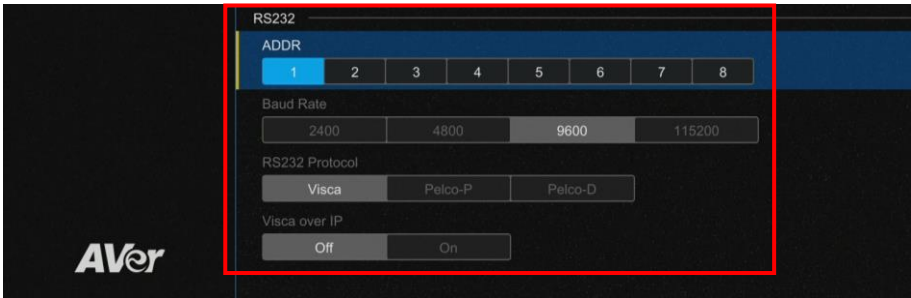 RS232
ADDR
1 2 3 4 5 6 7 8
Baud Rate
2400 4800 9600 115200
RS232 Protocol
Visca Pelco-P Pelco-D
Visca over IP
Off On
AVer